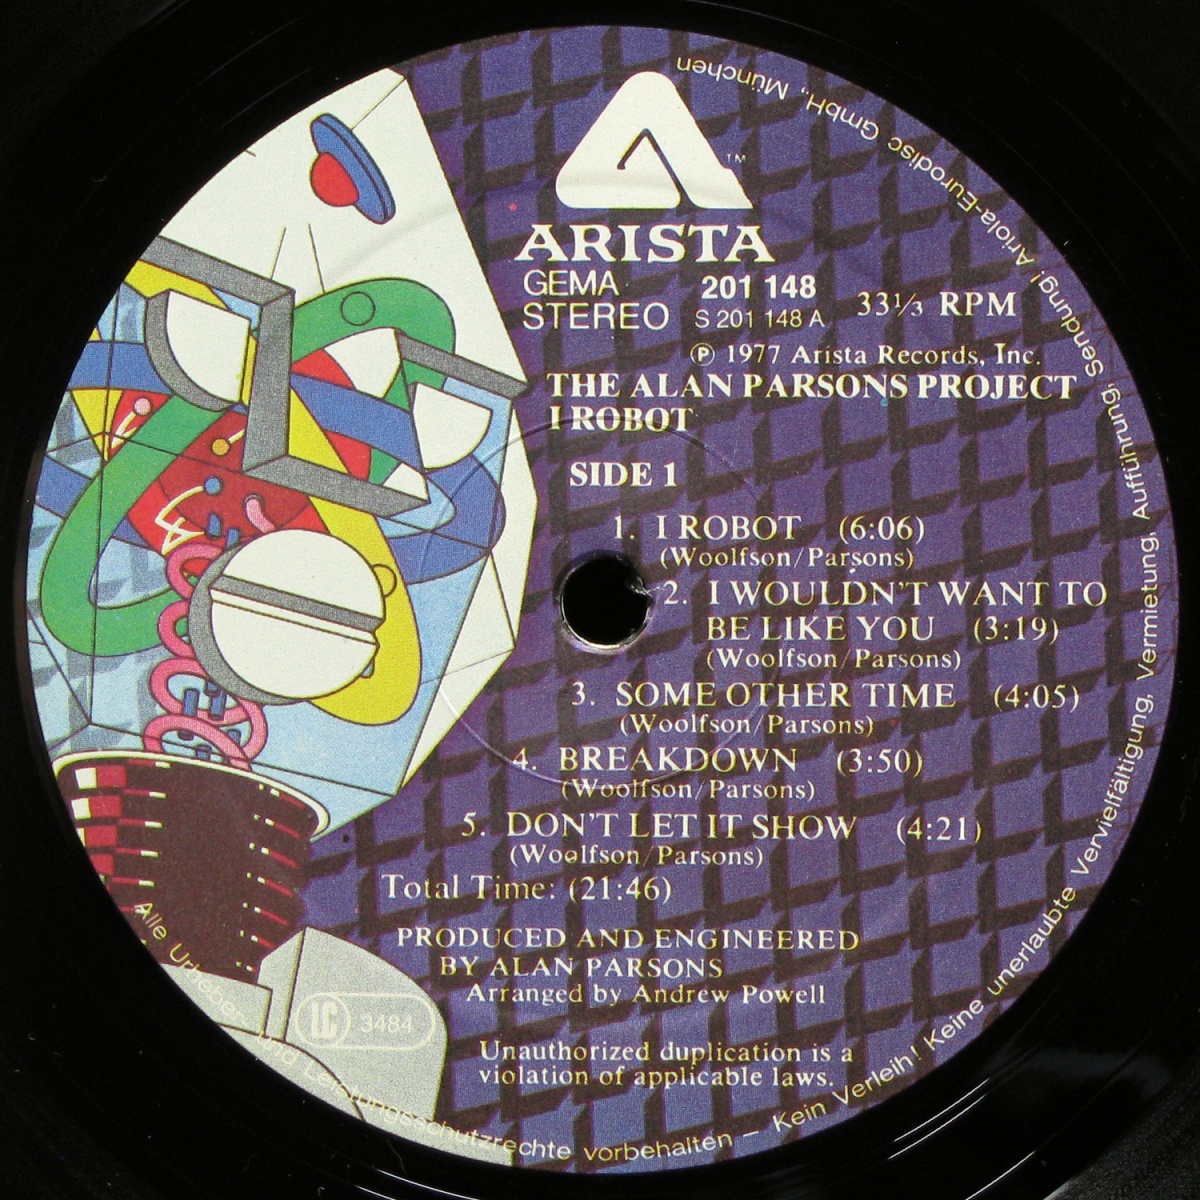 TM
ARISTA
GEMA 201 148 33⅓ RPM
STEREO S 201 148 A
℗ 1977 Arista Records, Inc.
THE ALAN PARSONS PROJECT
I ROBOT
SIDE 1
1. I ROBOT (6:06)
(Woolfson/Parsons)
2. I WOULDN'T WANT TO
BE LIKE YOU (3:19)
(Woolfson/Parsons)
3. SOME OTHER TIME (4:05)
(Woolfson/Parsons)
4. BREAKDOWN (3:50)
(Woolfson/Parsons)
5. DON'T LET IT SHOW (4:21)
(Woolfson/Parsons)
Total Time: (21:46)
PRODUCED AND ENGINEERED
BY ALAN PARSONS
Arranged by Andrew Powell
LC 3484
Unauthorized duplication is a
violation of applicable laws.
Alle Urheber- und Leistungsschutzrechte vorbehalten – Kein Verleih! Keine unerlaubte Vervielfältigung, Vermietung, Aufführung, Sendung! Ariola-Eurodisc GmbH., München